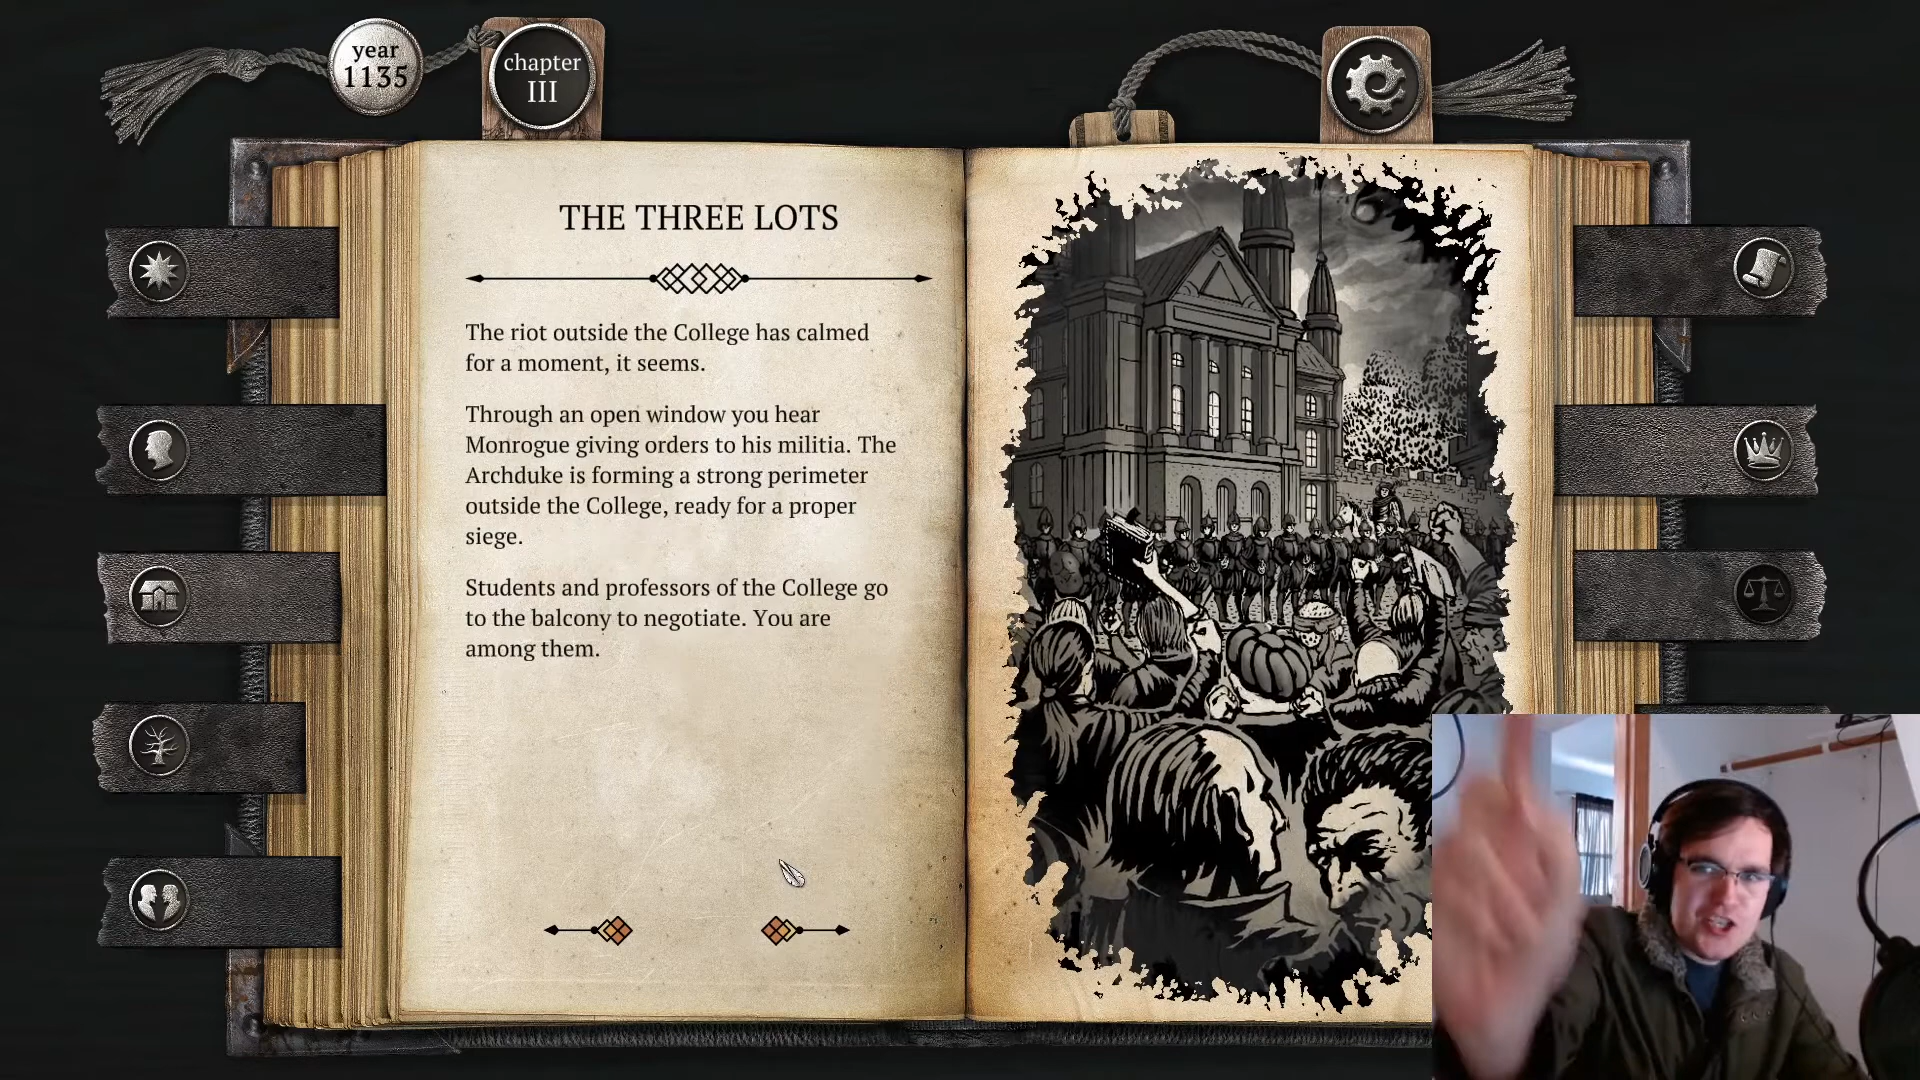 year
1135
chapter
III
THE THREE LOTS
The riot outside the College has calmed
for a moment, it seems.
Through an open window you hear
Monrogue giving orders to his militia. The
Archduke is forming a strong perimeter
outside the College, ready for a proper
siege.
Students and professors of the College go
to the balcony to negotiate. You are
among them.